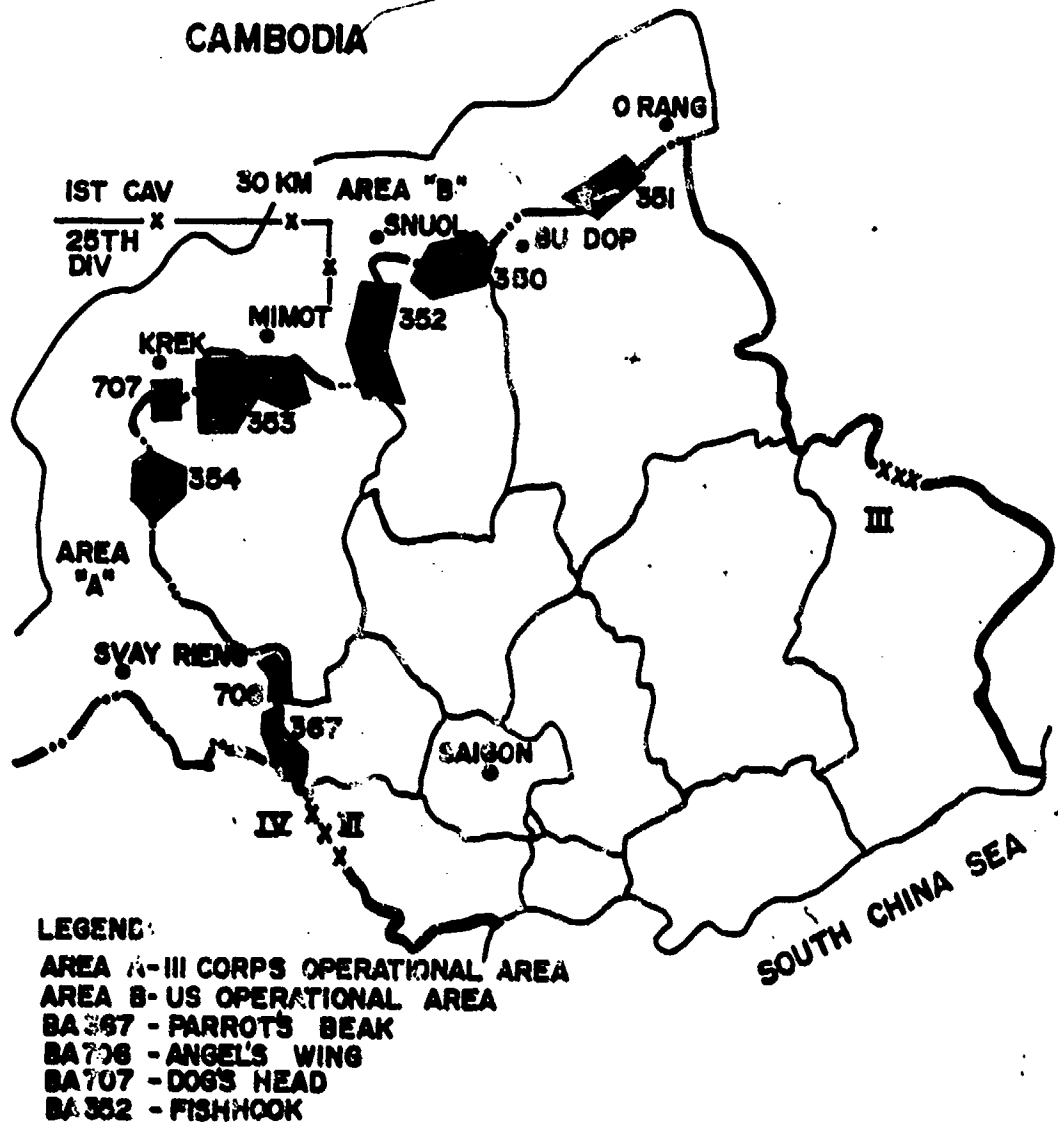 CAMBODIA
O RANG
1ST CAV
30 KM
AREA "B"
351
25TH
DIV
SNUOL
BU DOP
350
MIMOT
352
KREK
707
353
354
III
AREA
"A"
SVAY RIENG
706
367
SAIGON
IV
SOUTH CHINA SEA
LEGEND:
AREA A-III CORPS OPERATIONAL AREA
AREA B- US OPERATIONAL AREA
BA 367 - PARROT'S BEAK
BA 706 - ANGEL'S WING
BA 707 - DOG'S HEAD
BA 352 - FISHHOOK